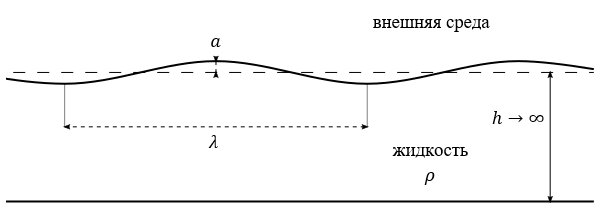 внешняя среда
a
h → ∞
λ
жидкость
ρ